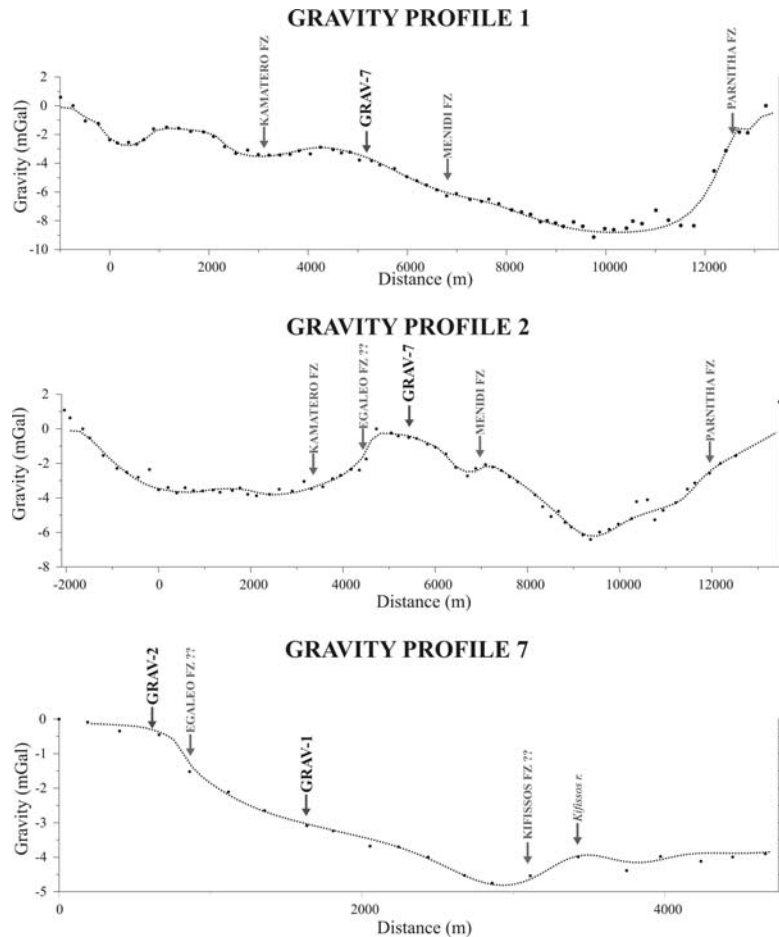 GRAVITY PROFILE 1
KAMATERO FZ
GRAV-7
MENIDI FZ
PARNITHA FZ
Gravity (mGal)
2
0
-2
-4
-6
-8
-10
0 2000 4000 6000 8000 10000 12000
Distance (m)
GRAVITY PROFILE 2
KAMATERO FZ
EGALEO FZ ??
GRAV-7
MENIDI FZ
PARNITHA FZ
Gravity (mGal)
2
0
-2
-4
-6
-8
-2000 0 2000 4000 6000 8000 10000 12000
Distance (m)
GRAVITY PROFILE 7
GRAV-2
EGALEO FZ ??
GRAV-1
KIFISSOS FZ ??
Kifissos r.
Gravity (mGal)
0
-1
-2
-3
-4
-5
0 2000 4000
Distance (m)